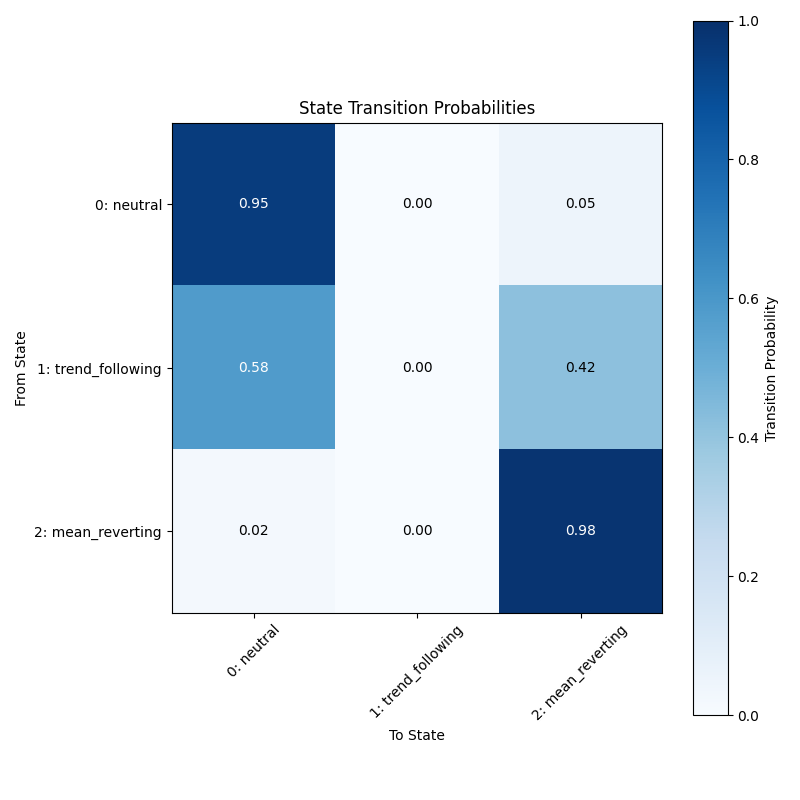 State Transition Probabilities
From State
0: neutral
0.95
0.00
0.05
1: trend_following
0.58
0.00
0.42
2: mean_reverting
0.02
0.00
0.98
0: neutral
1: trend_following
2: mean_reverting
To State
1.0
0.8
0.6
0.4
0.2
0.0
Transition Probability